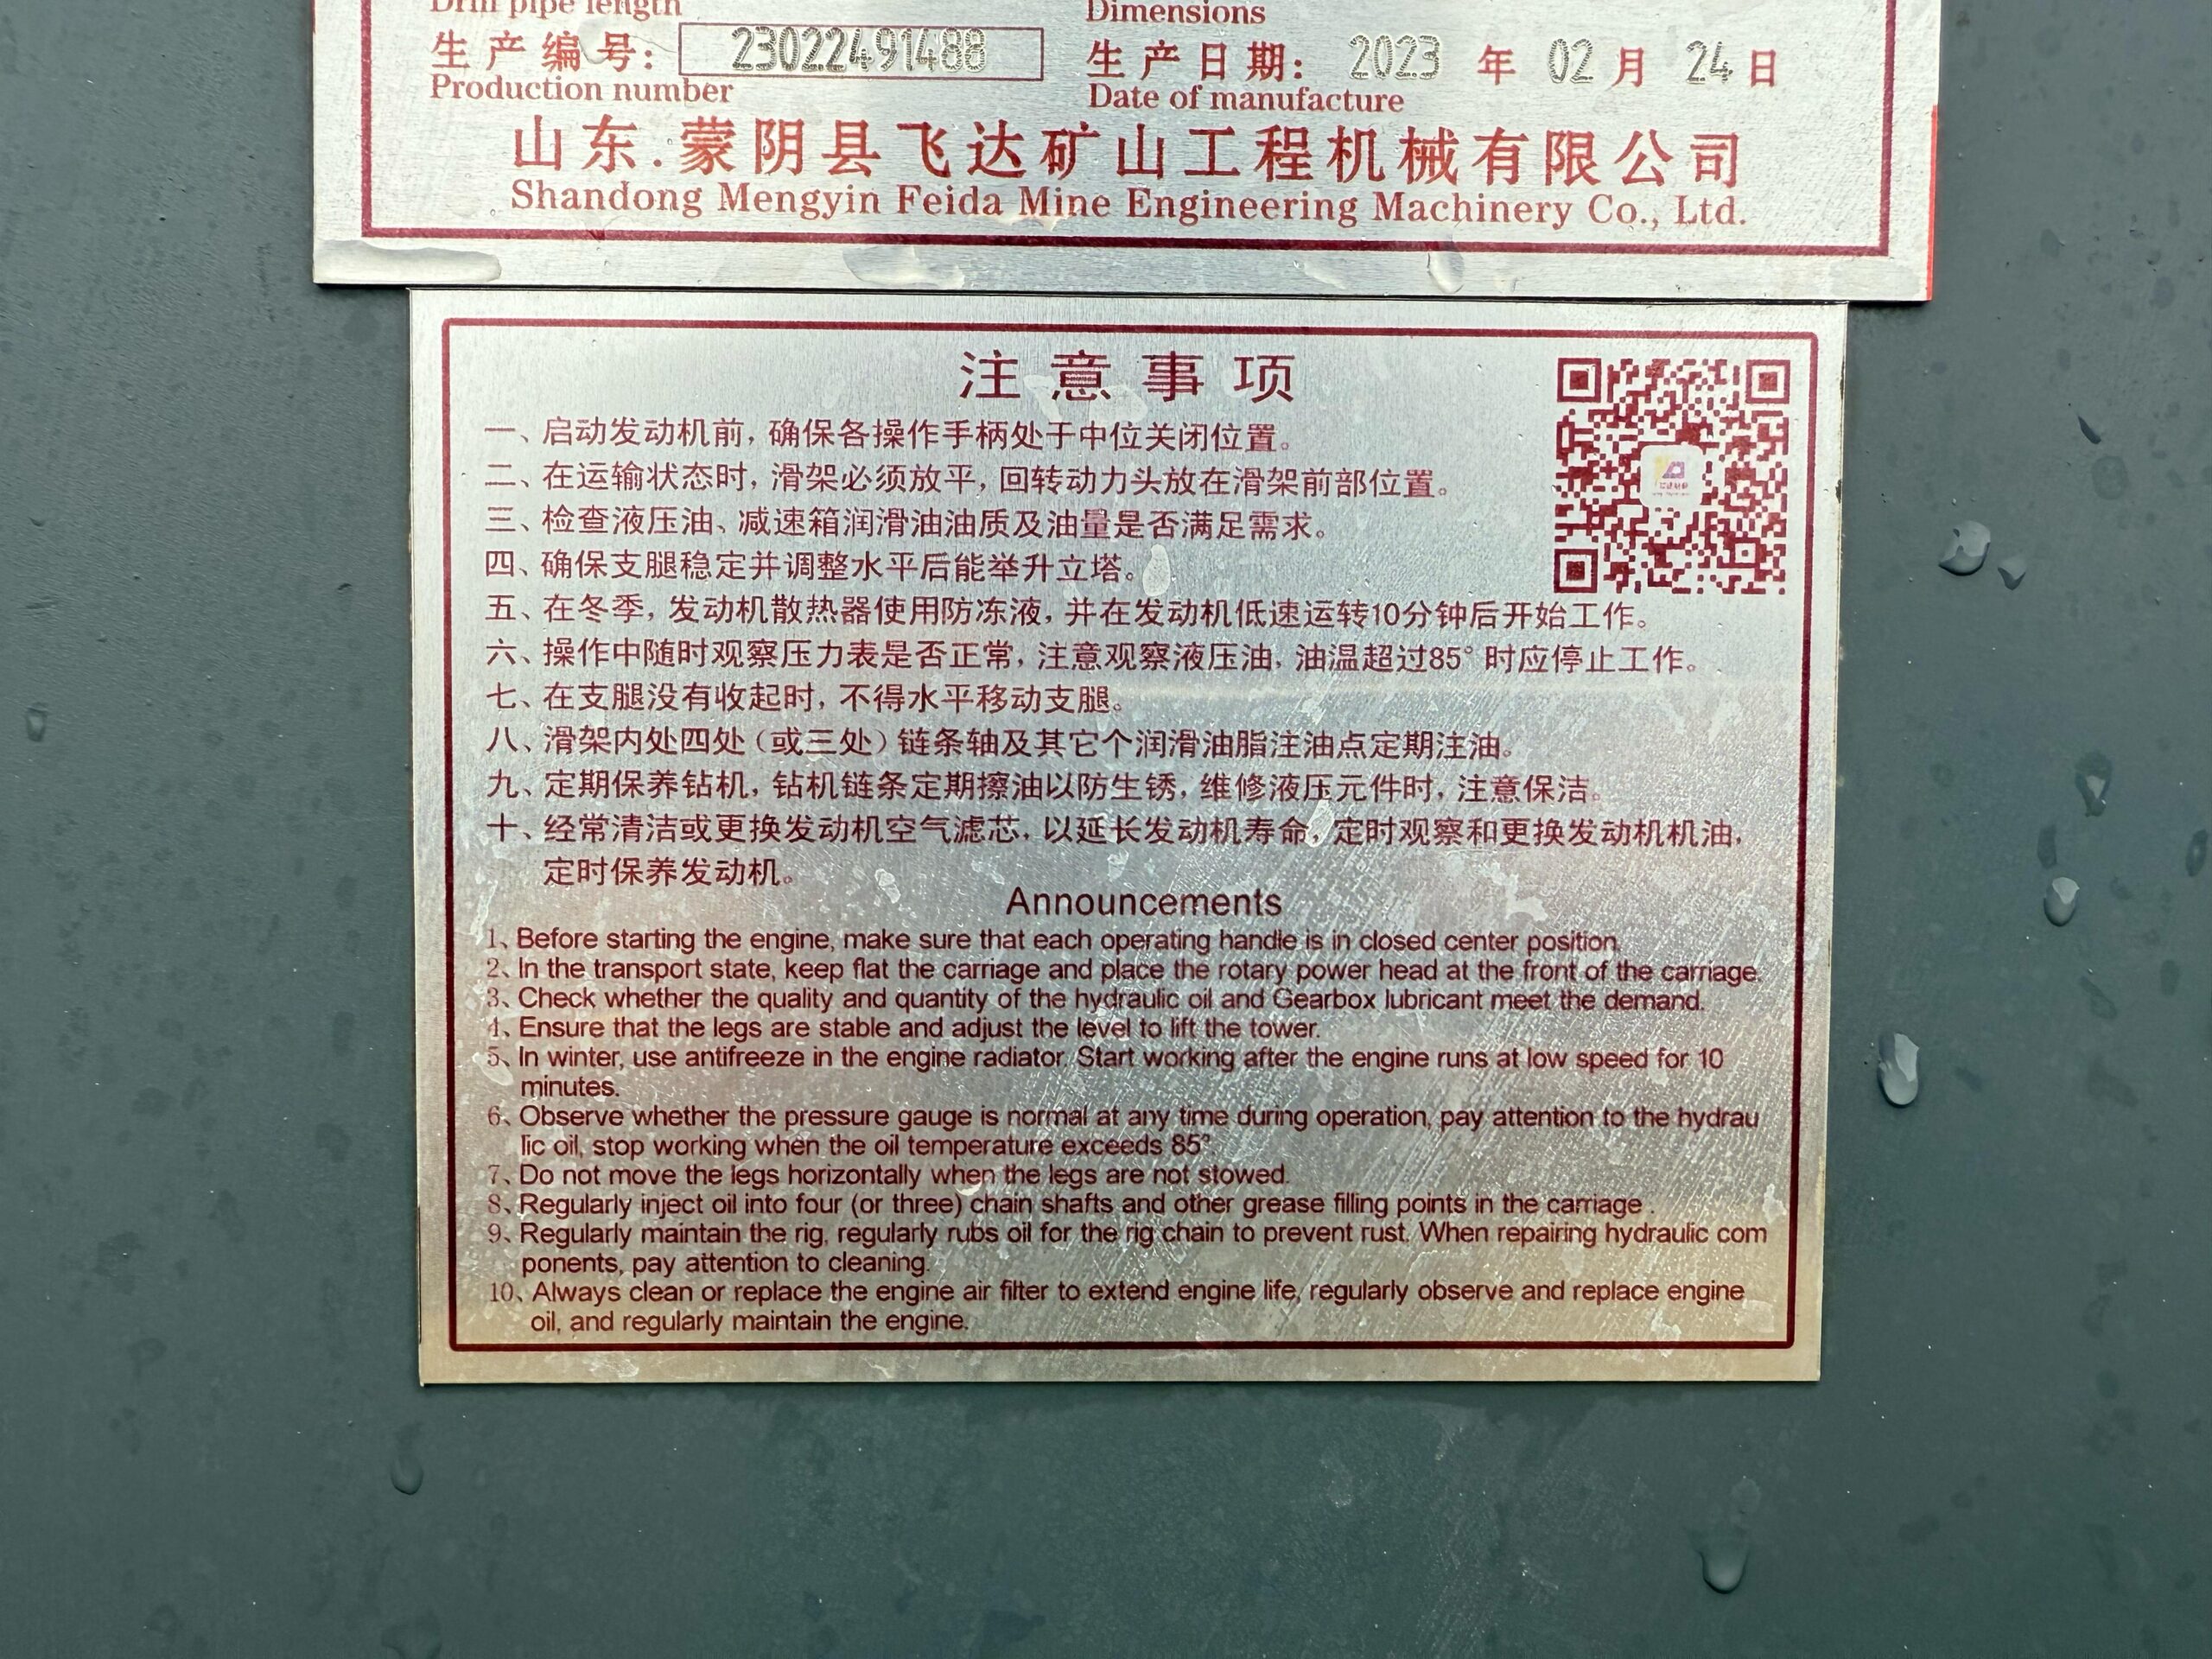 Drill pipe length
Dimensions
生产编号: 23022491488
生产日期: 2023 年 02 月 24 日
Production number
Date of manufacture
山东.蒙阴县飞达矿山工程机械有限公司
Shandong Mengyin Feida Mine Engineering Machinery Co., Ltd.
注意事项
一、启动发动机前,确保各操作手柄处于中位关闭位置。
二、在运输状态时,滑架必须放平,回转动力头放在滑架前部位置。
三、检查液压油、减速箱润滑油油质及油量是否满足需求。
四、确保支腿稳定并调整水平后能举升立塔。
五、在冬季,发动机散热器使用防冻液,并在发动机低速运转10分钟后开始工作。
六、操作中随时观察压力表是否正常,注意观察液压油,油温超过85°时应停止工作。
七、在支腿没有收起时,不得水平移动支腿。
八、滑架内处四处(或三处)链条轴及其它个润滑油脂注油点定期注油。
九、定期保养钻机,钻机链条定期擦油以防生锈,维修液压元件时,注意保洁。
十、经常清洁或更换发动机空气滤芯,以延长发动机寿命,定时观察和更换发动机机油,
定时保养发动机。
Announcements
1、Before starting the engine, make sure that each operating handle is in closed center position.
2、In the transport state, keep flat the carriage and place the rotary power head at the front of the carriage.
3、Check whether the quality and quantity of the hydraulic oil and Gearbox lubricant meet the demand.
4、Ensure that the legs are stable and adjust the level to lift the tower.
5、In winter, use antifreeze in the engine radiator. Start working after the engine runs at low speed for 10
minutes.
6、Observe whether the pressure gauge is normal at any time during operation, pay attention to the hydrau
lic oil, stop working when the oil temperature exceeds 85°.
7、Do not move the legs horizontally when the legs are not stowed.
8、Regularly inject oil into four (or three) chain shafts and other grease filling points in the carriage .
9、Regularly maintain the rig, regularly rubs oil for the rig chain to prevent rust. When repairing hydraulic com
ponents, pay attention to cleaning.
10、Always clean or replace the engine air filter to extend engine life, regularly observe and replace engine
oil, and regularly maintain the engine.